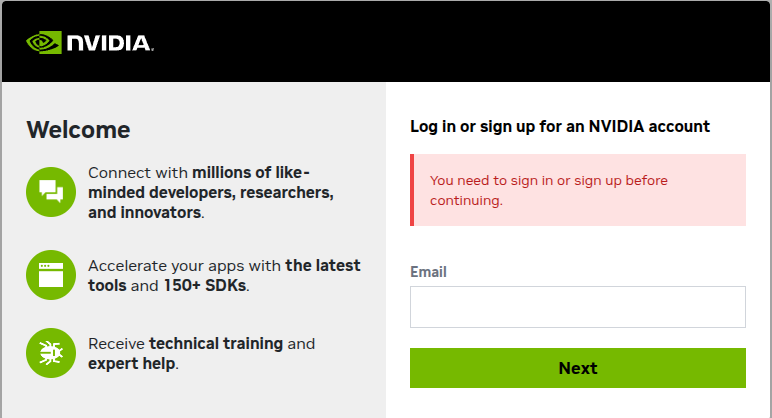 NVIDIA.
Welcome
Connect with millions of like-
minded developers, researchers,
and innovators.
Accelerate your apps with the latest
tools and 150+ SDKs.
Receive technical training and
expert help.
Log in or sign up for an NVIDIA account
You need to sign in or sign up before
continuing.
Email
Next